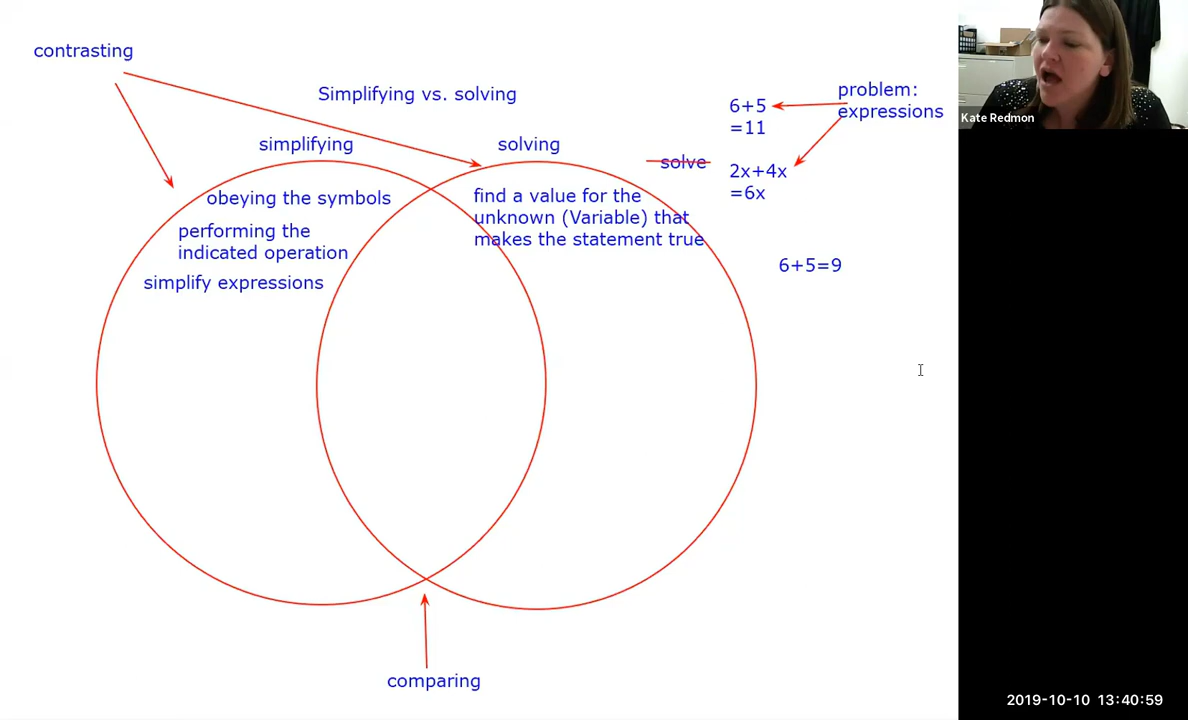 contrasting
Simplifying vs. solving
simplifying
solving
obeying the symbols
performing the
indicated operation
simplify expressions
find a value for the
unknown (Variable) that
makes the statement true
solve
6+5
=11
2x+4x
=6x
problem:
expressions
6+5=9
comparing
Kate Redmon
2019-10-10 13:40:59